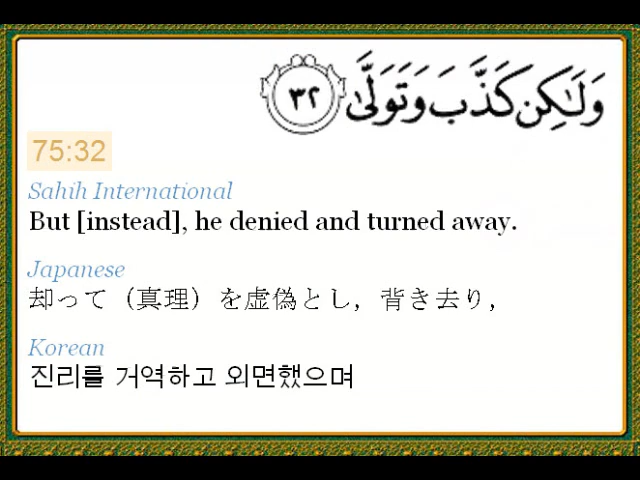 وَلَـٰكِن كَذَّبَ وَتَوَلَّىٰ ٣٢
75:32
Sahih International
But [instead], he denied and turned away.
Japanese
却って（真理）を虚偽とし，背き去り，
Korean
진리를 거역하고 외면했으며